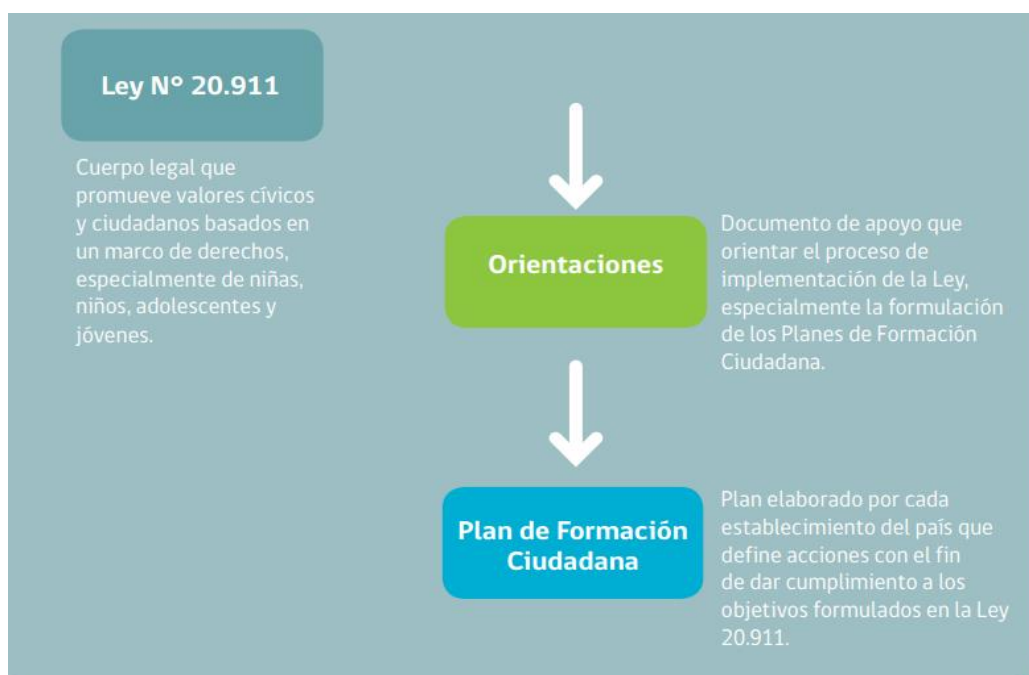 Ley N° 20.911
Cuerpo legal que
promueve valores cívicos
y ciudadanos basados en
un marco de derechos,
especialmente de niñas,
niños, adolescentes y
jóvenes.
Orientaciones
Documento de apoyo que
orientar el proceso de
implementación de la Ley,
especialmente la formulación
de los Planes de Formación
Ciudadana.
Plan de Formación
Ciudadana
Plan elaborado por cada
establecimiento del país que
define acciones con el fin
de dar cumplimiento a los
objetivos formulados en la Ley
20.911.